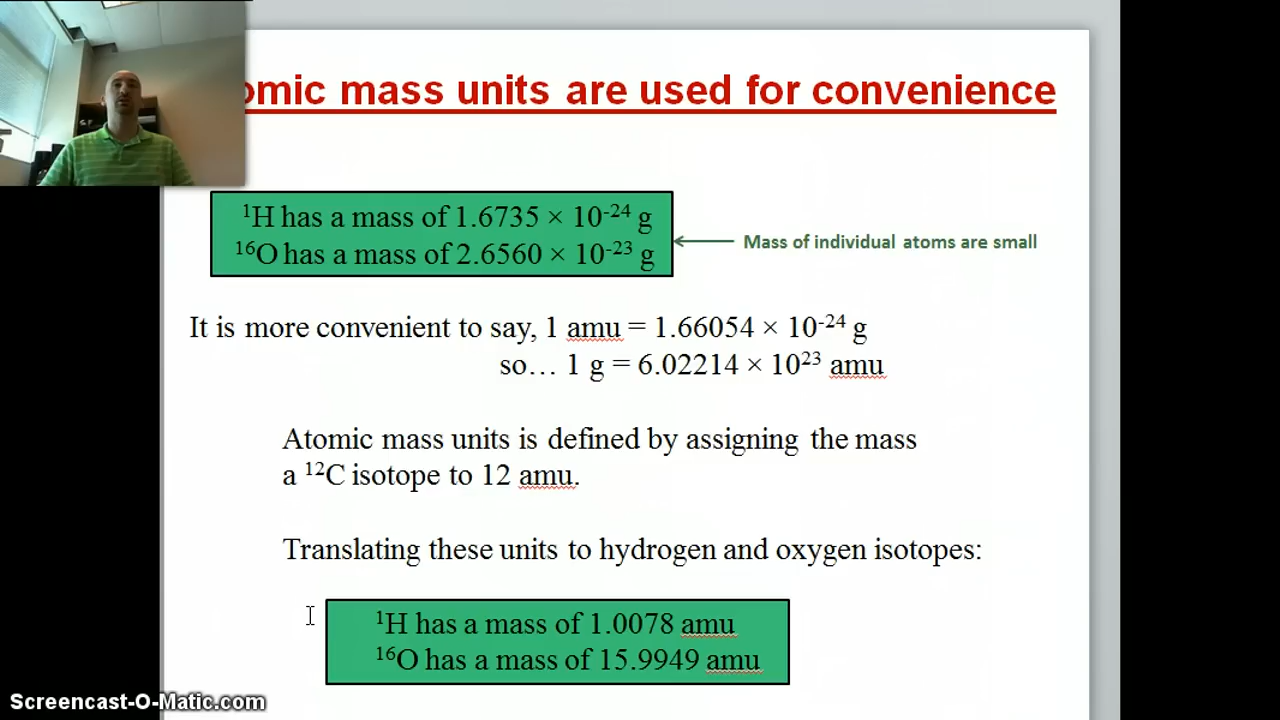 omic mass units are used for convenience
¹H has a mass of 1.6735 × 10⁻²⁴ g
¹⁶O has a mass of 2.6560 × 10⁻²³ g
Mass of individual atoms are small
It is more convenient to say, 1 amu = 1.66054 × 10⁻²⁴ g
so… 1 g = 6.02214 × 10²³ amu
Atomic mass units is defined by assigning the mass
a ¹²C isotope to 12 amu.
Translating these units to hydrogen and oxygen isotopes:
¹H has a mass of 1.0078 amu
¹⁶O has a mass of 15.9949 amu
Screencast-O-Matic.com